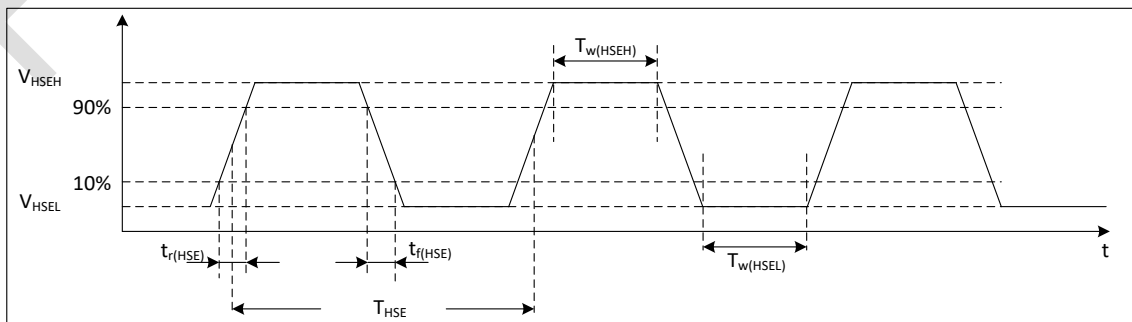 T_w(HSEH)
V_HSEH
90%
10%
V_HSEL
t_r(HSE)
t_f(HSE)
T_w(HSEL)
t
T_HSE